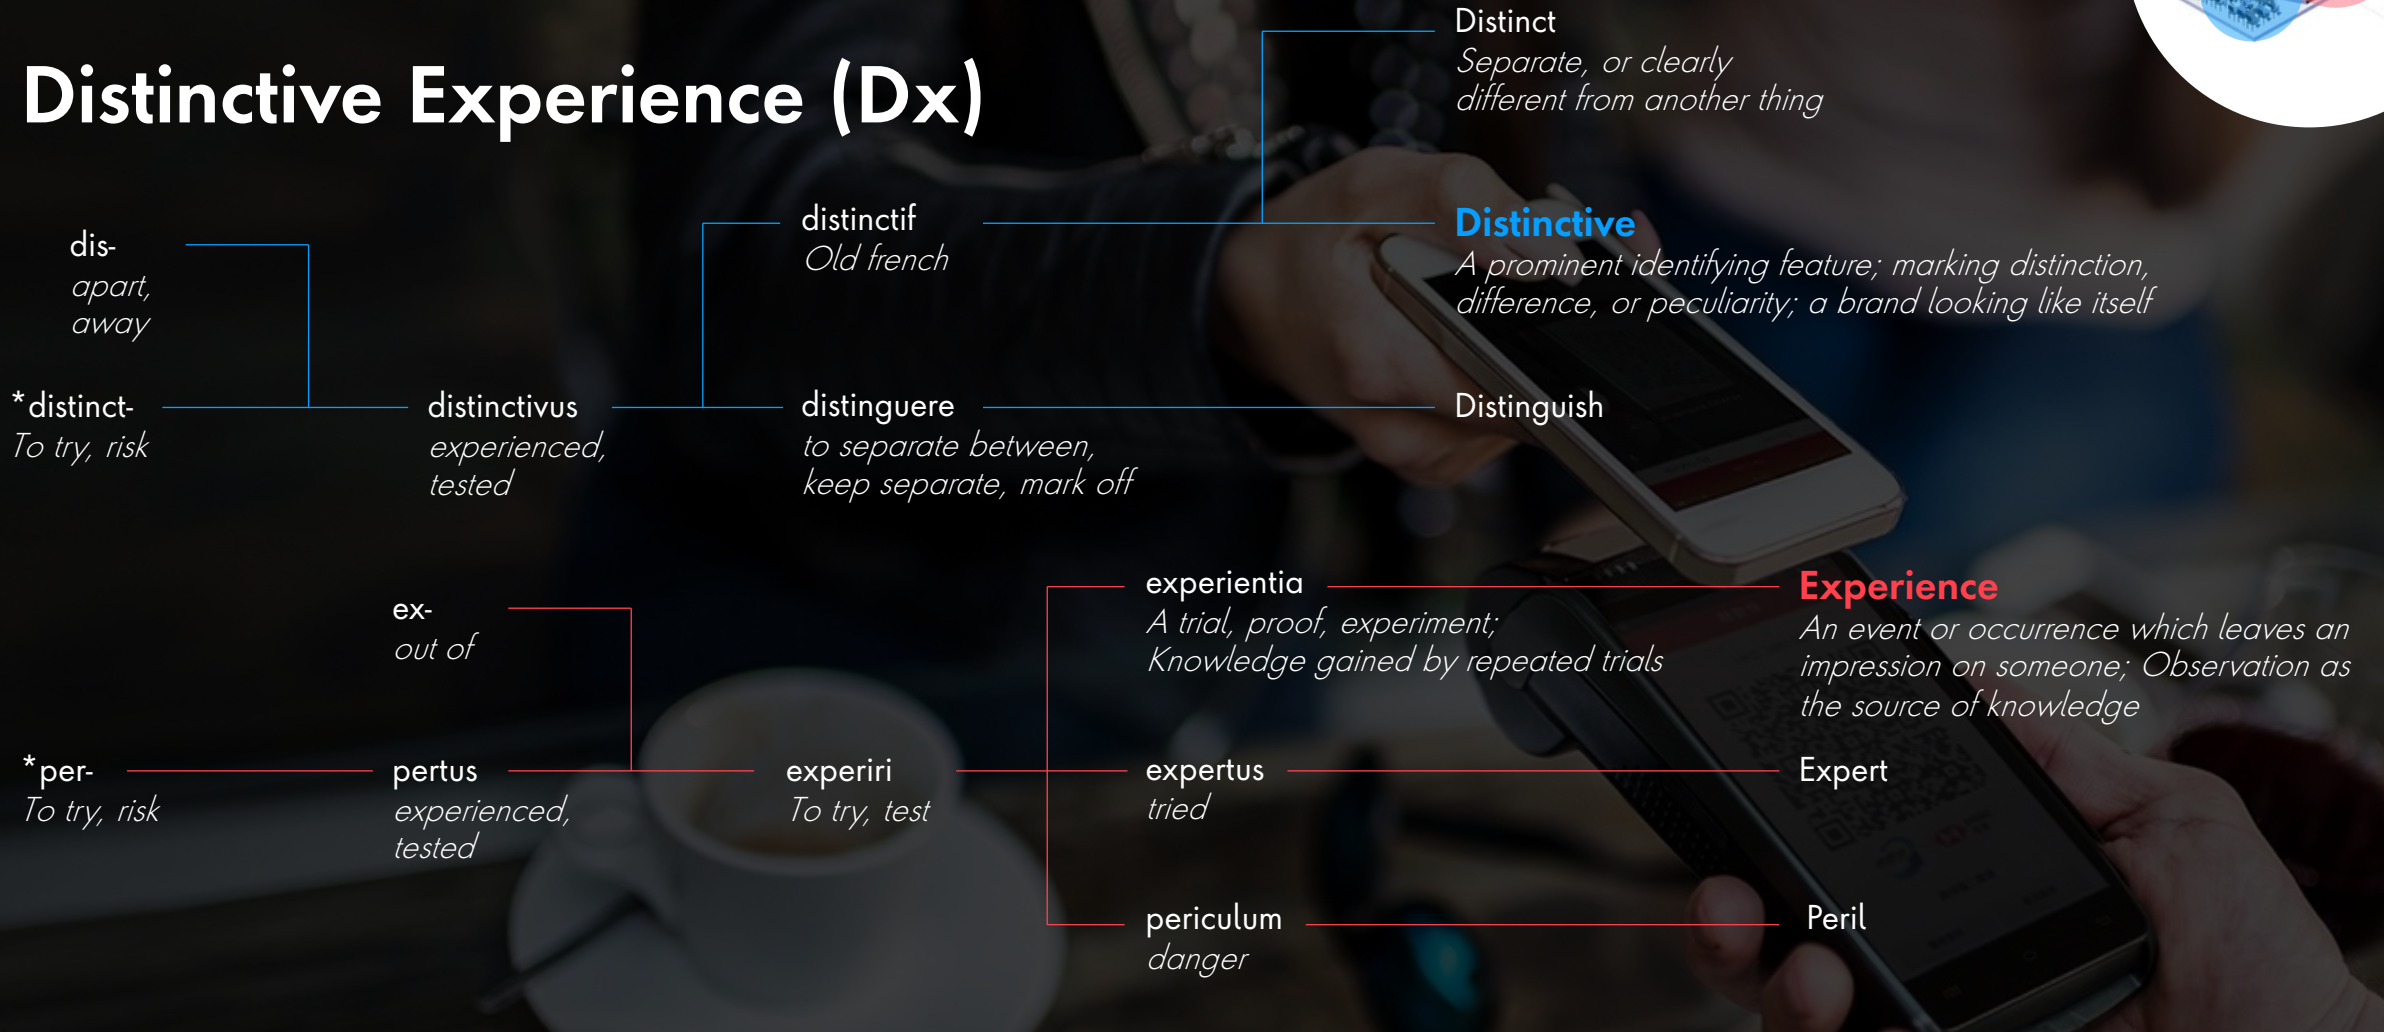 Distinctive Experience (Dx)
Distinct
Separate, or clearly
different from another thing
dis-
apart,
away
distinctif
Old french
Distinctive
A prominent identifying feature; marking distinction,
difference, or peculiarity; a brand looking like itself
*distinct-
To try, risk
distinctivus
experienced,
tested
distinguere
to separate between,
keep separate, mark off
Distinguish
ex-
out of
experientia
A trial, proof, experiment;
Knowledge gained by repeated trials
Experience
An event or occurrence which leaves an
impression on someone; Observation as
the source of knowledge
*per-
To try, risk
pertus
experienced,
tested
experiri
To try, test
expertus
tried
Expert
periculum
danger
Peril